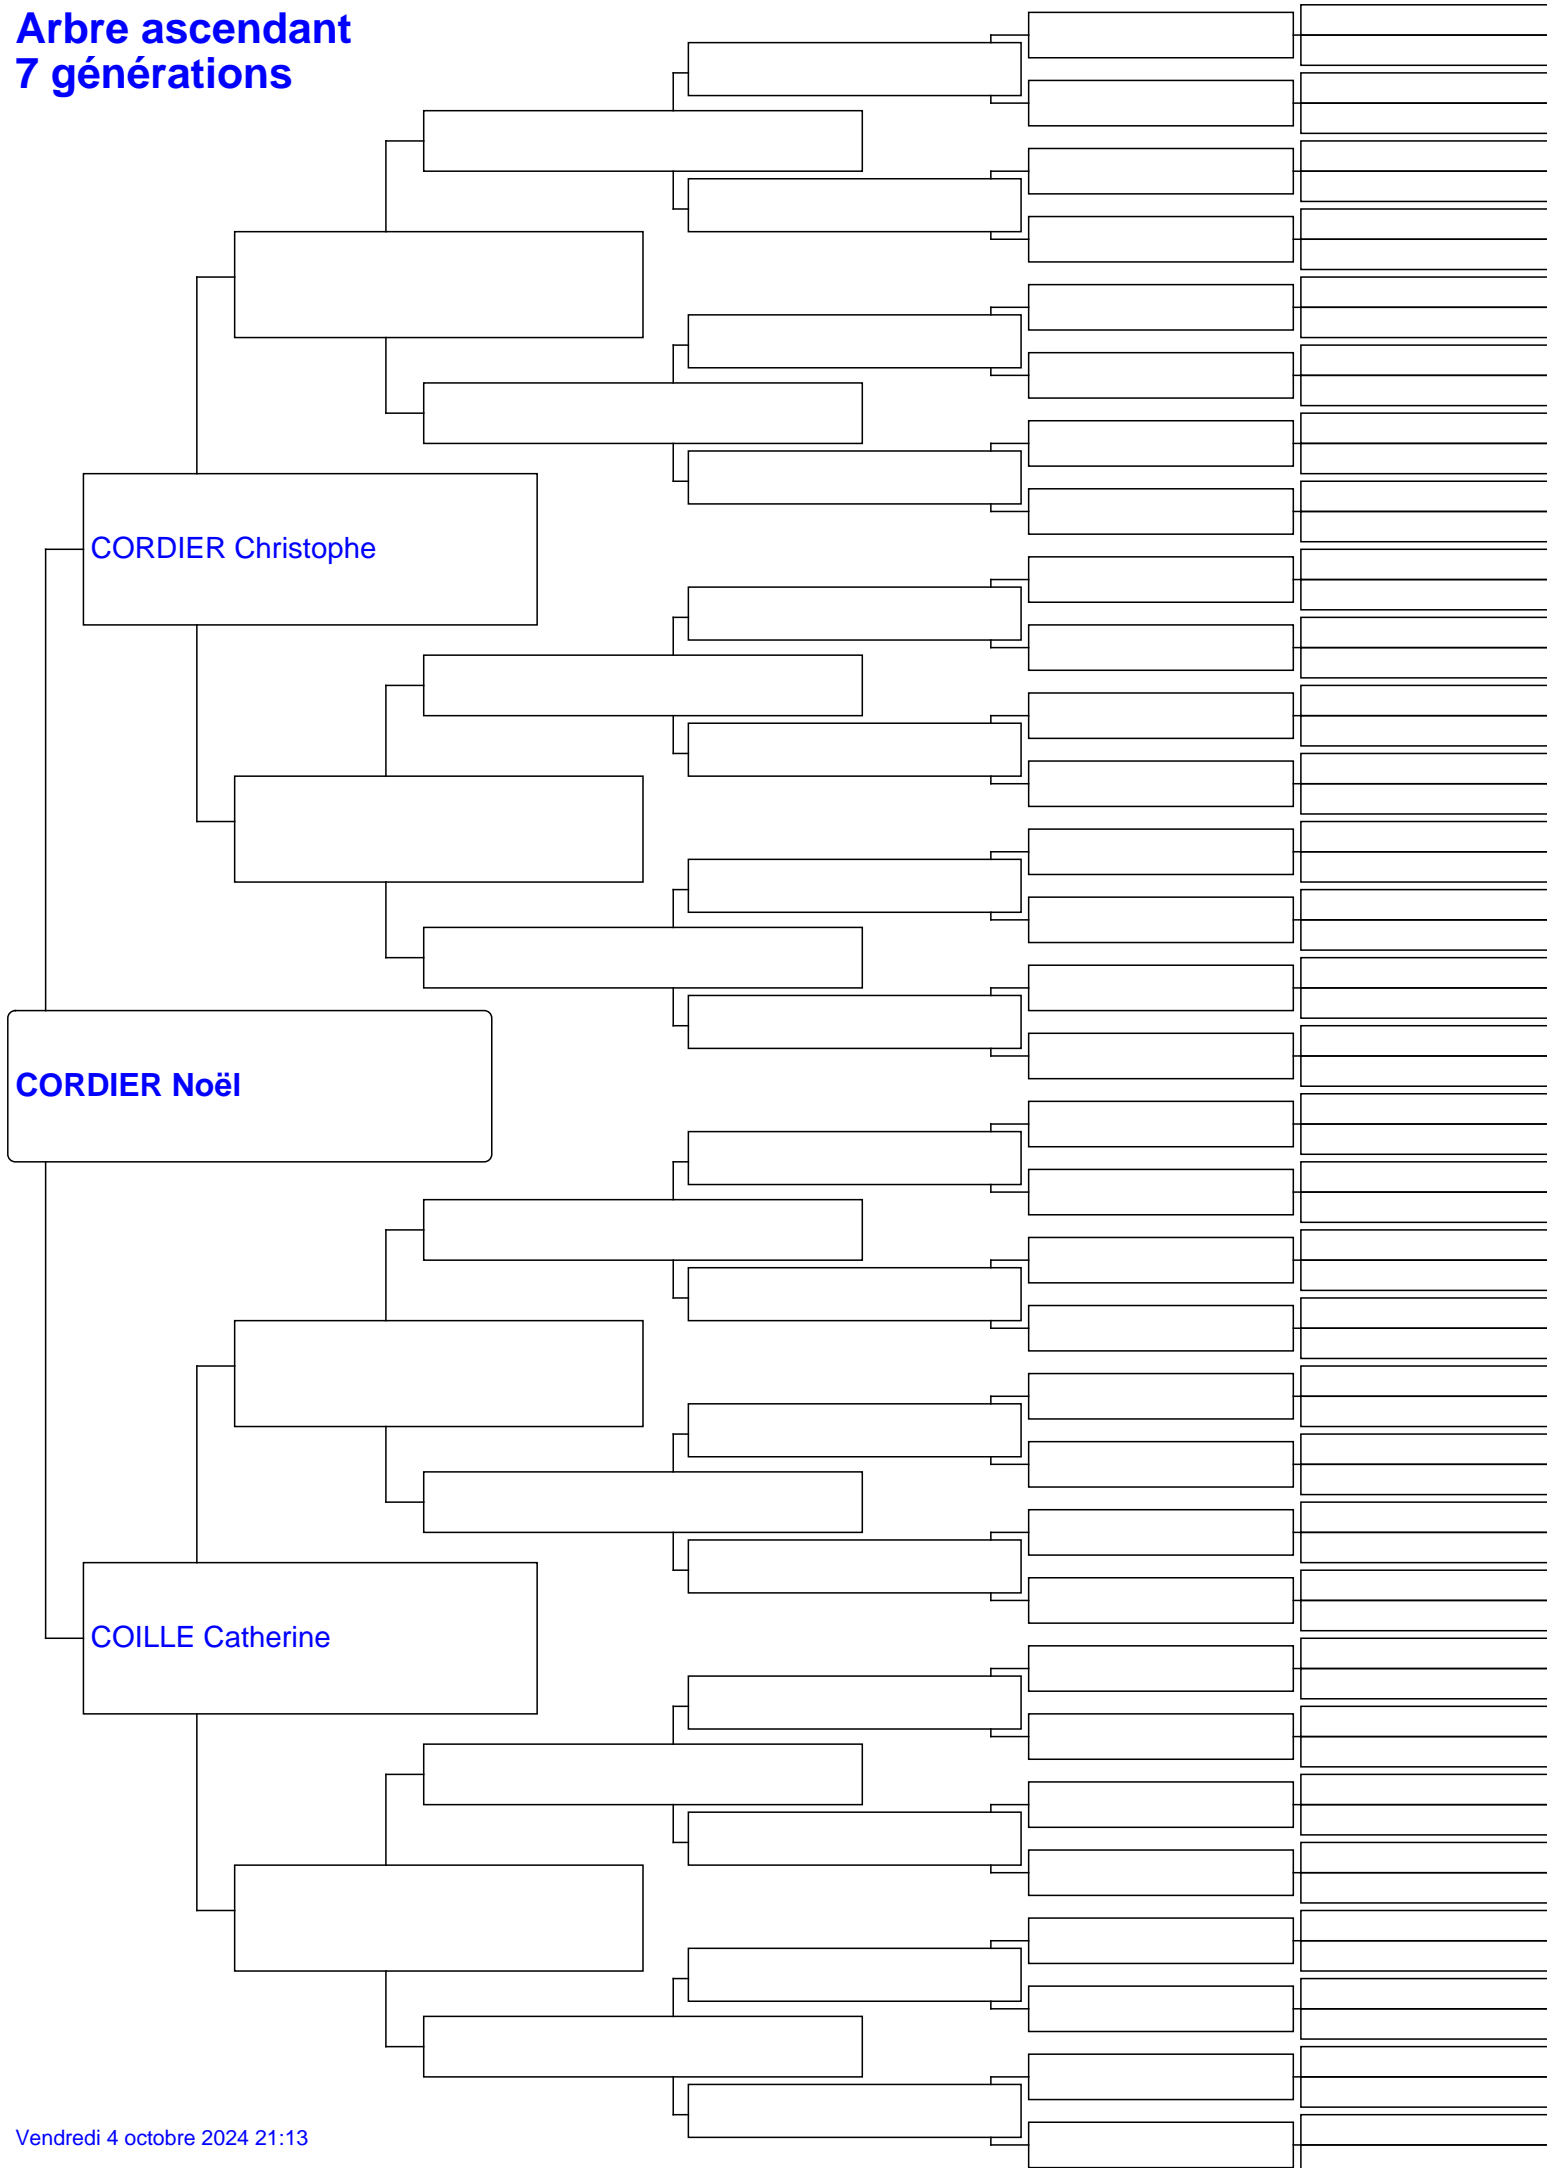 Arbre ascendant
7 générations
CORDIER Christophe
CORDIER Noël
COILLE Catherine
Vendredi 4 octobre 2024 21:13